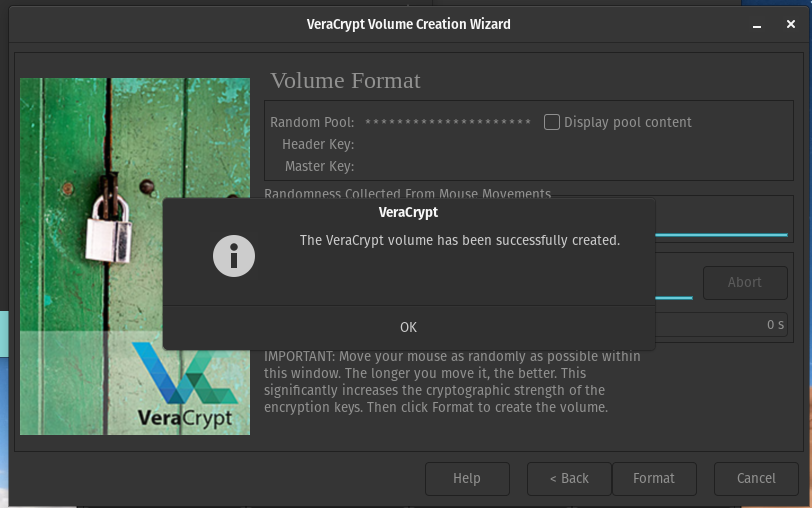 VeraCrypt Volume Creation Wizard
Volume Format
Random Pool: ********************* Display pool content
Header Key:
Master Key:
Randomness Collected From Mouse Movements
VeraCrypt
The VeraCrypt volume has been successfully created.
Abort
OK
0 s
IMPORTANT: Move your mouse as randomly as possible within
this window. The longer you move it, the better. This
significantly increases the cryptographic strength of the
encryption keys. Then click Format to create the volume.
VeraCrypt
Help
< Back
Format
Cancel